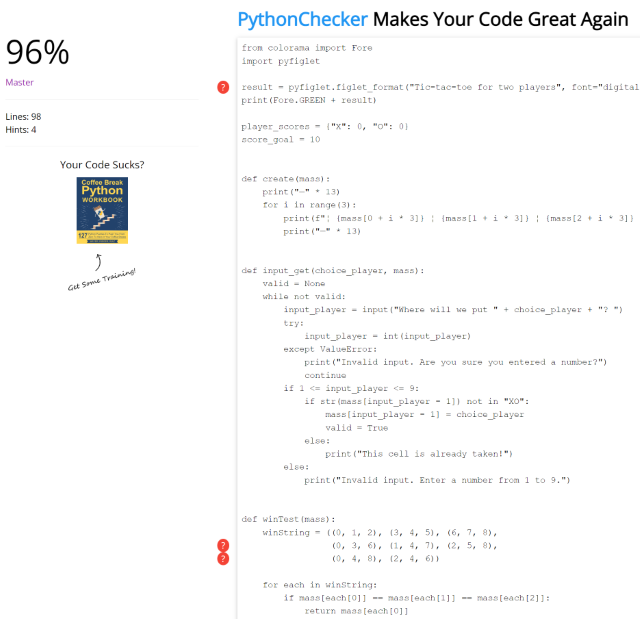 PythonChecker Makes Your Code Great Again
96%
Master
Lines: 98
Hints: 4
Your Code Sucks?
Coffee Break
Python
WORKBOOK
127
Get Some Training!
from colorama import Fore
import pyfiglet
?
result = pyfiglet.figlet_format("Tic-tac-toe for two players", font="digital
print(Fore.GREEN + result)
player_scores = {"X": 0, "O": 0}
score_goal = 10
def create(mass):
print("-" * 13)
for i in range(3):
print(f"¦ {mass[0 + i * 3]} ¦ {mass[1 + i * 3]} ¦ {mass[2 + i * 3]}
print("-" * 13)
def input_get(choice_player, mass):
valid = None
while not valid:
input_player = input("Where will we put " + choice_player + "? ")
try:
input_player = int(input_player)
except ValueError:
print("Invalid input. Are you sure you entered a number?")
continue
if 1 <= input_player <= 9:
if str(mass[input_player - 1]) not in "XO":
mass[input_player - 1] = choice_player
valid = True
else:
print("This cell is already taken!")
else:
print("Invalid input. Enter a number from 1 to 9.")
def winTest(mass):
winString = ((0, 1, 2), (3, 4, 5), (6, 7, 8),
?
(0, 3, 6), (1, 4, 7), (2, 5, 8),
?
(0, 4, 8), (2, 4, 6))
for each in winString:
if mass[each[0]] == mass[each[1]] == mass[each[2]]:
return mass[each[0]]